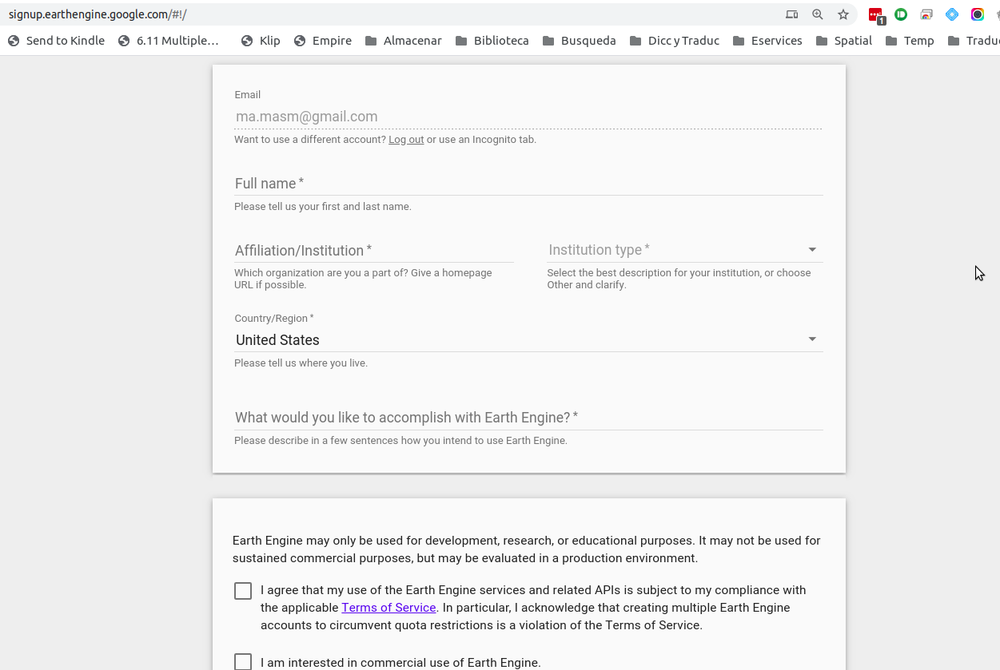 signup.earthengine.google.com/#!/
1
Send to Kindle 6.11 Multiple… Klip Empire Almacenar Biblioteca Busqueda Dicc y Traduc Eservices Spatial Temp Traduc
Email
ma.masm@gmail.com
Want to use a different account? Log out or use an Incognito tab.
Full name *
Please tell us your first and last name.
Affiliation/Institution * Institution type *
Which organization are you a part of? Give a homepage
URL if possible.
Select the best description for your institution, or choose
Other and clarify.
Country/Region *
United States
Please tell us where you live.
What would you like to accomplish with Earth Engine? *
Please describe in a few sentences how you intend to use Earth Engine.
Earth Engine may only be used for development, research, or educational purposes. It may not be used for
sustained commercial purposes, but may be evaluated in a production environment.
I agree that my use of the Earth Engine services and related APIs is subject to my compliance with
the applicable Terms of Service. In particular, I acknowledge that creating multiple Earth Engine
accounts to circumvent quota restrictions is a violation of the Terms of Service.
I am interested in commercial use of Earth Engine.